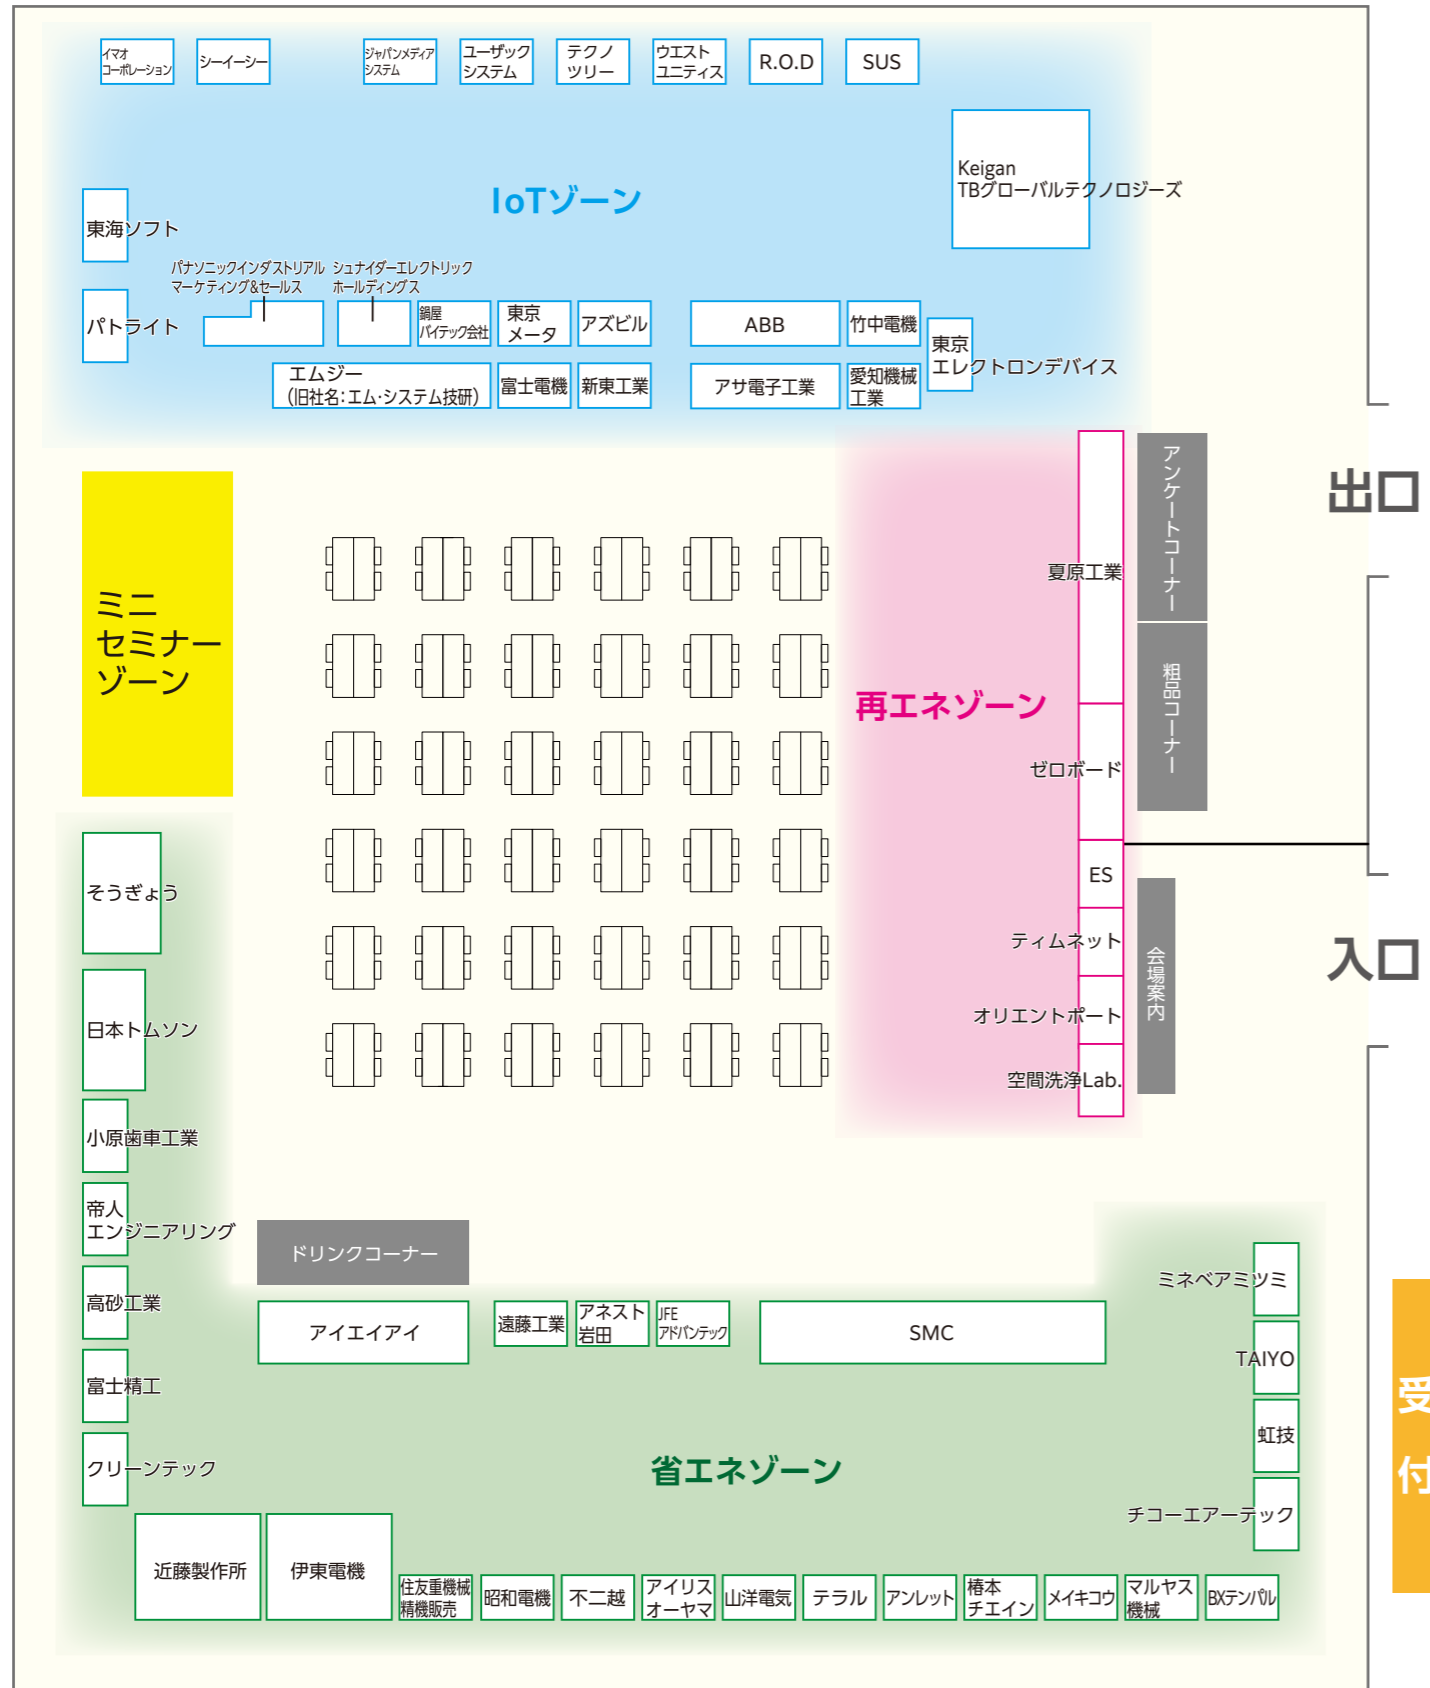 イマオ
コーポレーション
シーイーシー
ジャパンメディア
システム
ユーザック
システム
テクノ
ツリー
ウエスト
ユニティス
R.O.D
SUS
Keigan
TBグローバルテクノロジーズ
IoTゾーン
東海ソフト
パトライト
パナソニックインダストリアル
マーケティング&セールス
シュナイダーエレクトリック
ホールディングス
鍋屋
バイテック会社
東京
メータ
アズビル
ABB
竹中電機
東京
エレクトロンデバイス
エムジー
（旧社名：エム・システム技研）
富士電機
新東工業
アサ電子工業
愛知機械
工業
ミニ
セミナー
ゾーン
再エネゾーン
夏原工業
ゼロボード
ES
ティムネット
オリエントポート
空間洗浄Lab.
アンケートコーナー
粗品コーナー
会場案内
出口
入口
受
付
そうぎょう
日本トムソン
小原歯車工業
帝人
エンジニアリング
高砂工業
富士精工
クリーンテック
ドリンクコーナー
アイエイアイ
遠藤工業
アネスト
岩田
JFE
アドバンテック
SMC
ミネベアミツミ
TAIYO
虹技
チコーエアーテック
省エネゾーン
近藤製作所
伊東電機
住友重機械
精機販売
昭和電機
不二越
アイリス
オーヤマ
山洋電気
テラル
アンレット
椿本
チエイン
メイキコウ
マルヤス
機械
BXテンパル